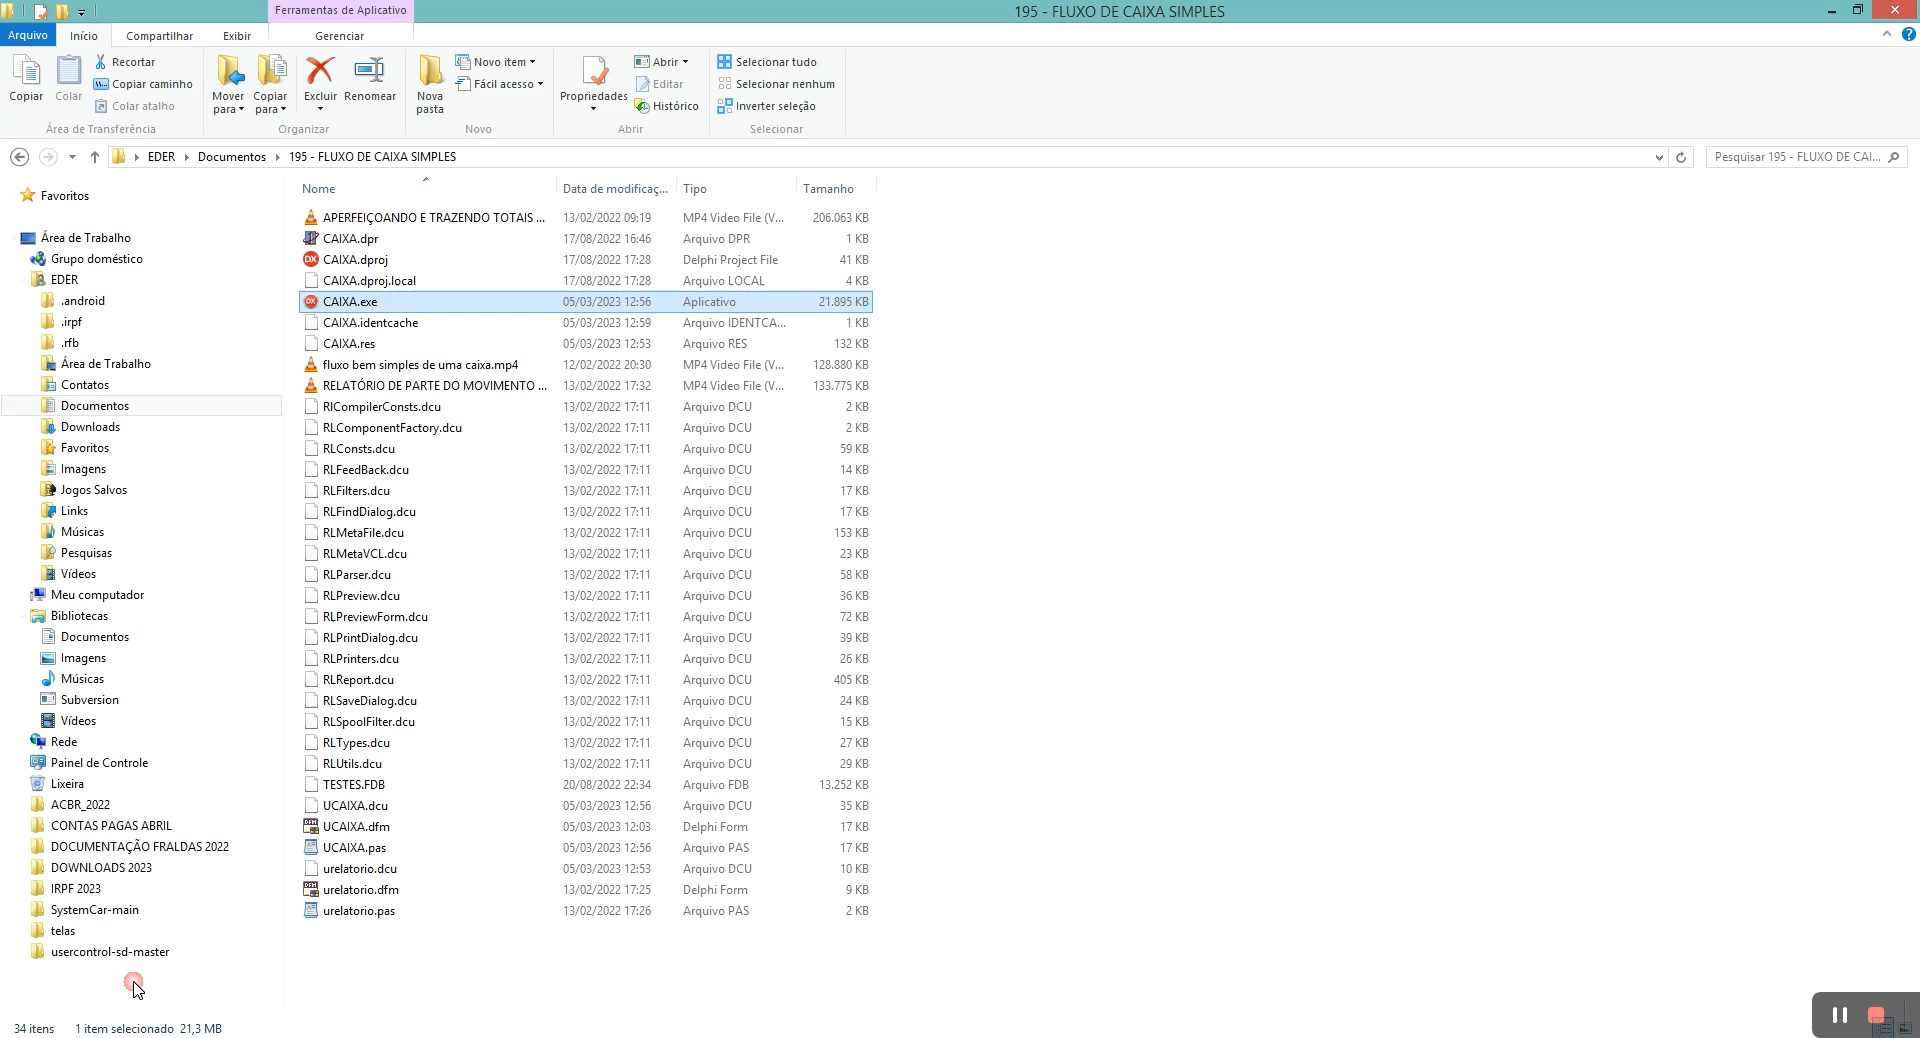 Ferramentas de Aplicativo
195 - FLUXO DE CAIXA SIMPLES
Arquivo Início Compartilhar Exibir Gerenciar
Copiar
Colar
Recortar
Copiar caminho
Colar atalho
Área de Transferência
Mover para
Copiar para
Excluir
Renomear
Organizar
Nova pasta
Novo item
Fácil acesso
Novo
Propriedades
Abrir
Editar
Histórico
Abrir
Selecionar tudo
Selecionar nenhum
Inverter seleção
Selecionar
EDER Documentos 195 - FLUXO DE CAIXA SIMPLES
Pesquisar 195 - FLUXO DE CAI...
Favoritos
Área de Trabalho
Grupo doméstico
EDER
.android
.irpf
.rfb
Área de Trabalho
Contatos
Documentos
Downloads
Favoritos
Imagens
Jogos Salvos
Links
Músicas
Pesquisas
Vídeos
Meu computador
Bibliotecas
Documentos
Imagens
Músicas
Subversion
Vídeos
Rede
Painel de Controle
Lixeira
ACBR_2022
CONTAS PAGAS ABRIL
DOCUMENTAÇÃO FRALDAS 2022
DOWNLOADS 2023
IRPF 2023
SystemCar-main
telas
usercontrol-sd-master
Nome Data de modificaç... Tipo Tamanho
APERFEIÇOANDO E TRAZENDO TOTAIS ... 13/02/2022 09:19 MP4 Video File (V... 206.063 KB
CAIXA.dpr 17/08/2022 16:46 Arquivo DPR 1 KB
CAIXA.dproj 17/08/2022 17:28 Delphi Project File 41 KB
CAIXA.dproj.local 17/08/2022 17:28 Arquivo LOCAL 4 KB
CAIXA.exe 05/03/2023 12:56 Aplicativo 21.895 KB
CAIXA.identcache 05/03/2023 12:59 Arquivo IDENTCA... 1 KB
CAIXA.res 05/03/2023 12:53 Arquivo RES 132 KB
fluxo bem simples de uma caixa.mp4 12/02/2022 20:30 MP4 Video File (V... 128.880 KB
RELATÓRIO DE PARTE DO MOVIMENTO ... 13/02/2022 17:32 MP4 Video File (V... 133.775 KB
RICompilerConsts.dcu 13/02/2022 17:11 Arquivo DCU 2 KB
RLComponentFactory.dcu 13/02/2022 17:11 Arquivo DCU 2 KB
RLConsts.dcu 13/02/2022 17:11 Arquivo DCU 59 KB
RLFeedBack.dcu 13/02/2022 17:11 Arquivo DCU 14 KB
RLFilters.dcu 13/02/2022 17:11 Arquivo DCU 17 KB
RLFindDialog.dcu 13/02/2022 17:11 Arquivo DCU 17 KB
RLMetaFile.dcu 13/02/2022 17:11 Arquivo DCU 153 KB
RLMetaVCL.dcu 13/02/2022 17:11 Arquivo DCU 23 KB
RLParser.dcu 13/02/2022 17:11 Arquivo DCU 58 KB
RLPreview.dcu 13/02/2022 17:11 Arquivo DCU 36 KB
RLPreviewForm.dcu 13/02/2022 17:11 Arquivo DCU 72 KB
RLPrintDialog.dcu 13/02/2022 17:11 Arquivo DCU 39 KB
RLPrinters.dcu 13/02/2022 17:11 Arquivo DCU 26 KB
RLReport.dcu 13/02/2022 17:11 Arquivo DCU 405 KB
RLSaveDialog.dcu 13/02/2022 17:11 Arquivo DCU 24 KB
RLSpoolFilter.dcu 13/02/2022 17:11 Arquivo DCU 15 KB
RLTypes.dcu 13/02/2022 17:11 Arquivo DCU 27 KB
RLUtils.dcu 13/02/2022 17:11 Arquivo DCU 29 KB
TESTES.FDB 20/08/2022 22:34 Arquivo FDB 13.252 KB
UCAIXA.dcu 05/03/2023 12:56 Arquivo DCU 35 KB
UCAIXA.dfm 05/03/2023 12:03 Delphi Form 17 KB
UCAIXA.pas 05/03/2023 12:56 Arquivo PAS 17 KB
urelatorio.dcu 05/03/2023 12:53 Arquivo DCU 10 KB
urelatorio.dfm 13/02/2022 17:25 Delphi Form 9 KB
urelatorio.pas 13/02/2022 17:26 Arquivo PAS 2 KB
34 itens 1 item selecionado 21,3 MB